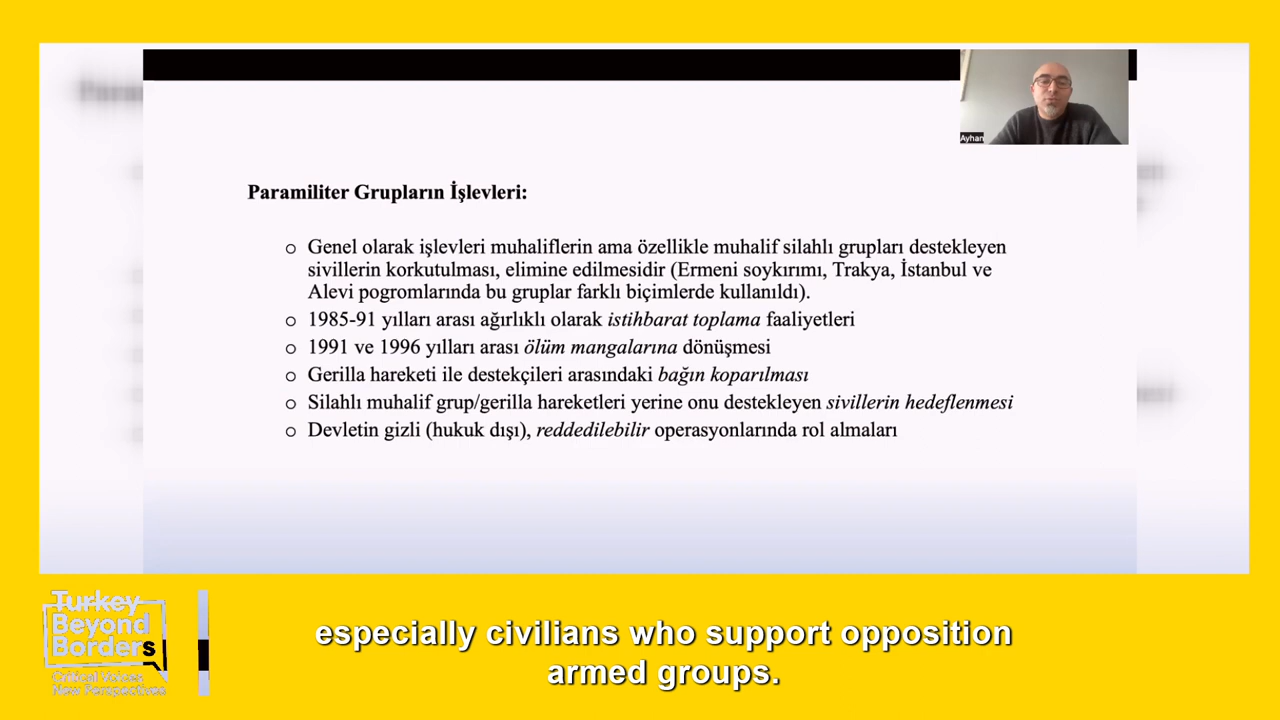 Ayhan
Paramiliter Grupların İşlevleri:
o Genel olarak işlevleri muhaliflerin ama özellikle muhalif silahlı grupları destekleyen
sivillerin korkutulması, elimine edilmesidir (Ermeni soykırımı, Trakya, İstanbul ve
Alevi pogromlarında bu gruplar farklı biçimlerde kullanıldı).
o 1985-91 yılları arası ağırlıklı olarak istihbarat toplama faaliyetleri
o 1991 ve 1996 yılları arası ölüm mangalarına dönüşmesi
o Gerilla hareketi ile destekçileri arasındaki bağın koparılması
o Silahlı muhalif grup/gerilla hareketleri yerine onu destekleyen sivillerin hedeflenmesi
o Devletin gizli (hukuk dışı), reddedilebilir operasyonlarında rol almaları
Turkey
Beyond
Borders
Critical Voices
New Perspectives
especially civilians who support opposition
armed groups.